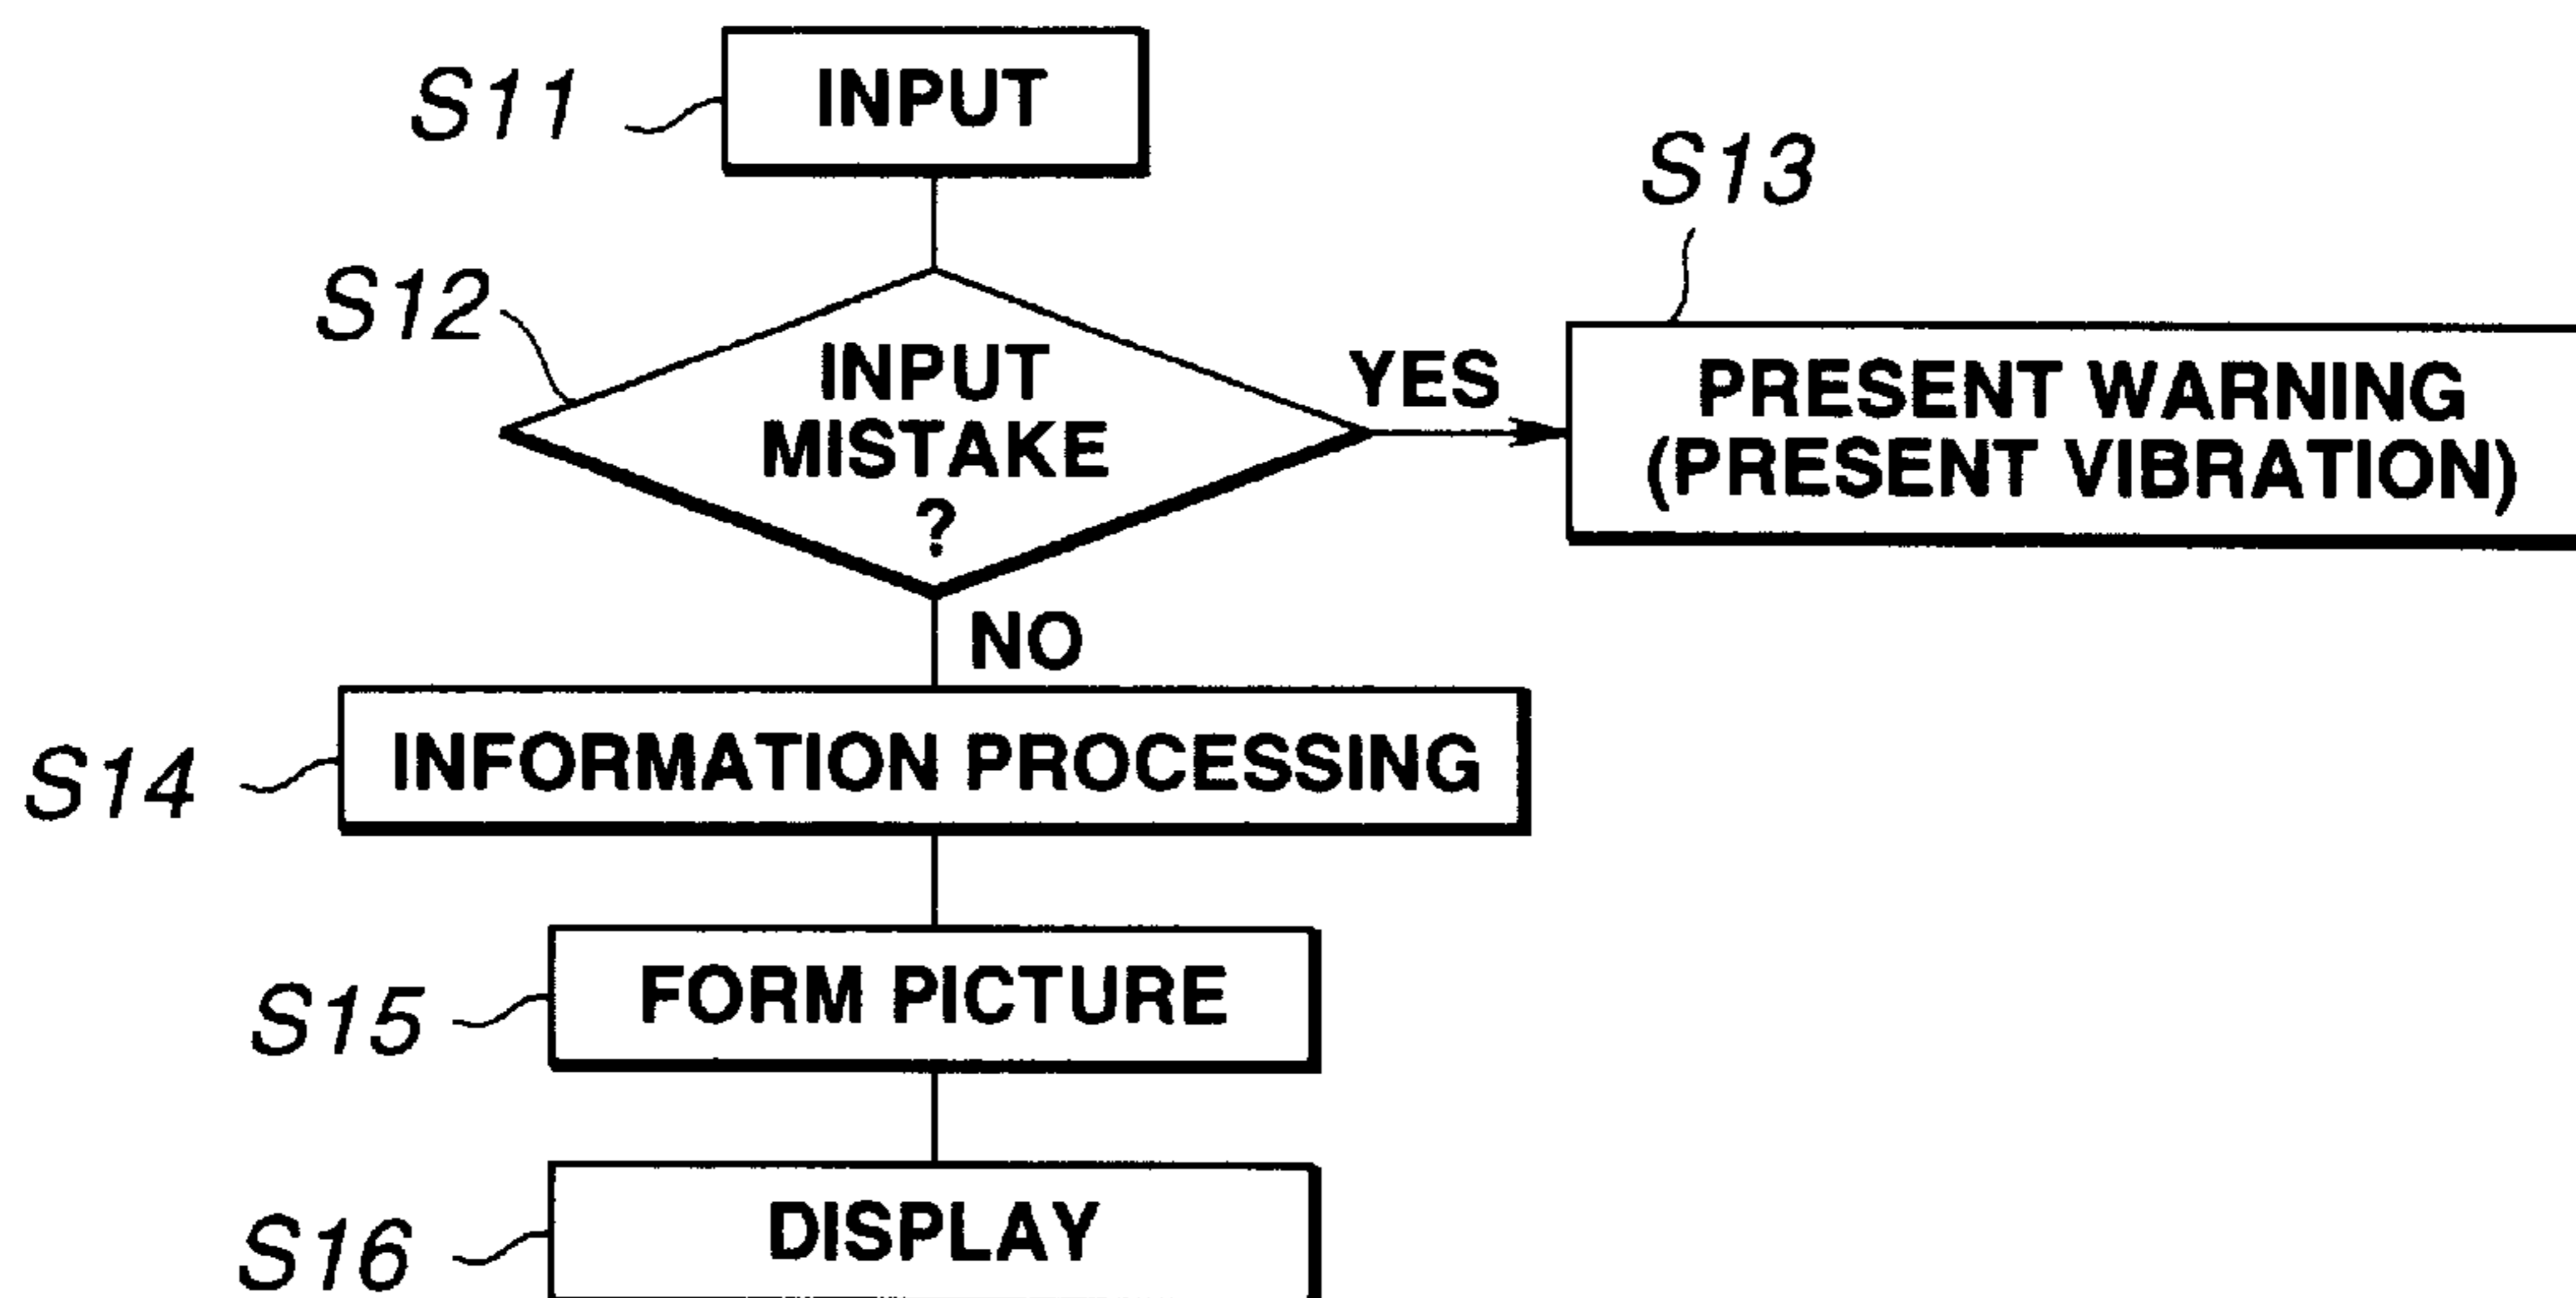 S11
INPUT
S12
INPUT
MISTAKE
?
YES
S13
PRESENT WARNING
(PRESENT VIBRATION)
NO
S14
INFORMATION PROCESSING
S15
FORM PICTURE
S16
DISPLAY